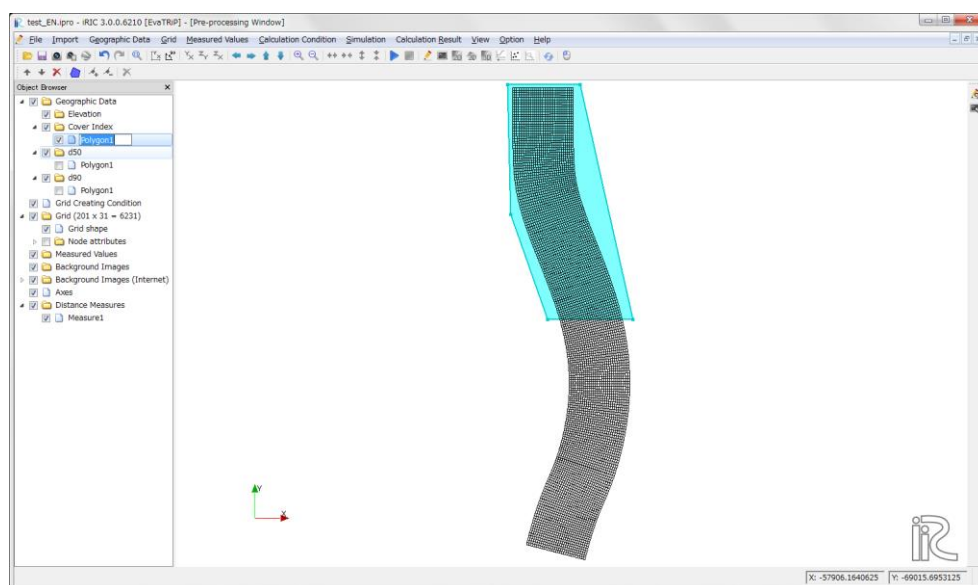 test_EN.ipro - iRIC 3.0.0.6210 [EvaTRiP] - [Pre-processing Window]
File Import Geographic Data Grid Measured Values Calculation Condition Simulation Calculation Result View Option Help
Object Browser
Geographic Data
Elevation
Cover Index
Polygon1
d50
Polygon1
d90
Polygon1
Grid Creating Condition
Grid (201 x 31 = 6231)
Grid shape
Node attributes
Measured Values
Background Images
Background Images (Internet)
Axes
Distance Measures
Measure1
Y
X
iRIC
X: -57906.1640625 Y: -69015.6953125